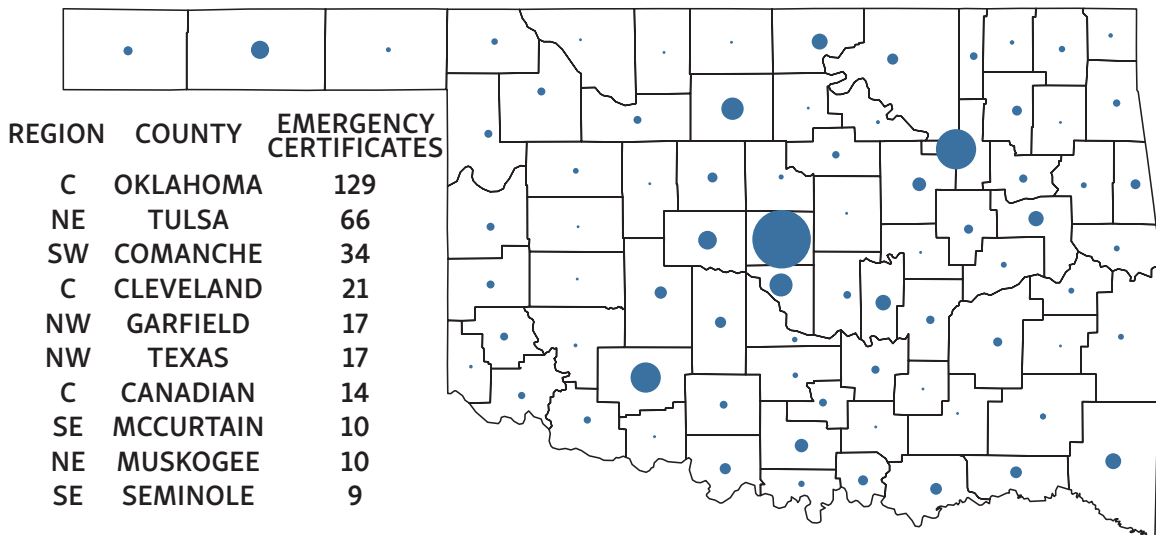 REGION COUNTY EMERGENCY CERTIFICATES
C OKLAHOMA 129
NE TULSA 66
SW COMANCHE 34
C CLEVELAND 21
NW GARFIELD 17
NW TEXAS 17
C CANADIAN 14
SE MCCURTAIN 10
NE MUSKOGEE 10
SE SEMINOLE 9